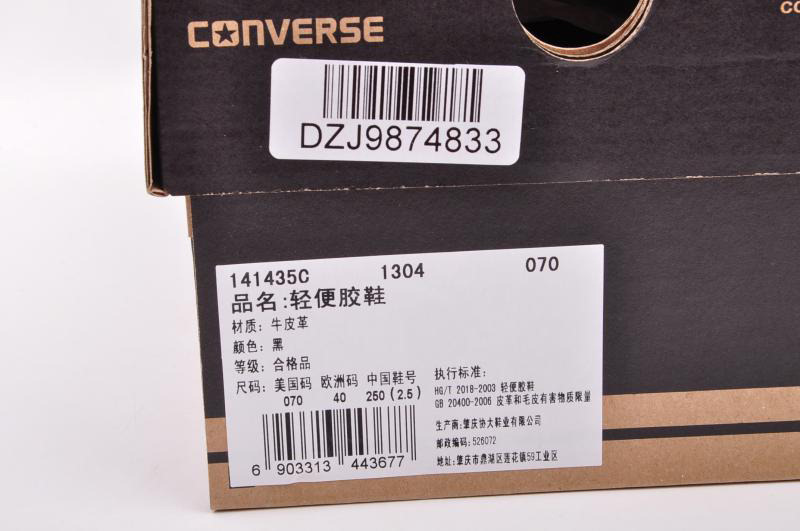 CONVERSE
DZJ9874833
141435C 1304 070
品名:轻便胶鞋
材质: 牛皮革
颜色: 黑
等级: 合格品
尺码: 美国码 欧洲码 中国鞋号
070 40 250 (2.5)
6 903313 443677
执行标准:
HG/T 2018-2003 轻便胶鞋
GB 20400-2006 皮革和毛皮有害物质限量
生产商:肇庆协大鞋业有限公司
邮政编码:526072
地址:肇庆市鼎湖区莲花镇59工业区